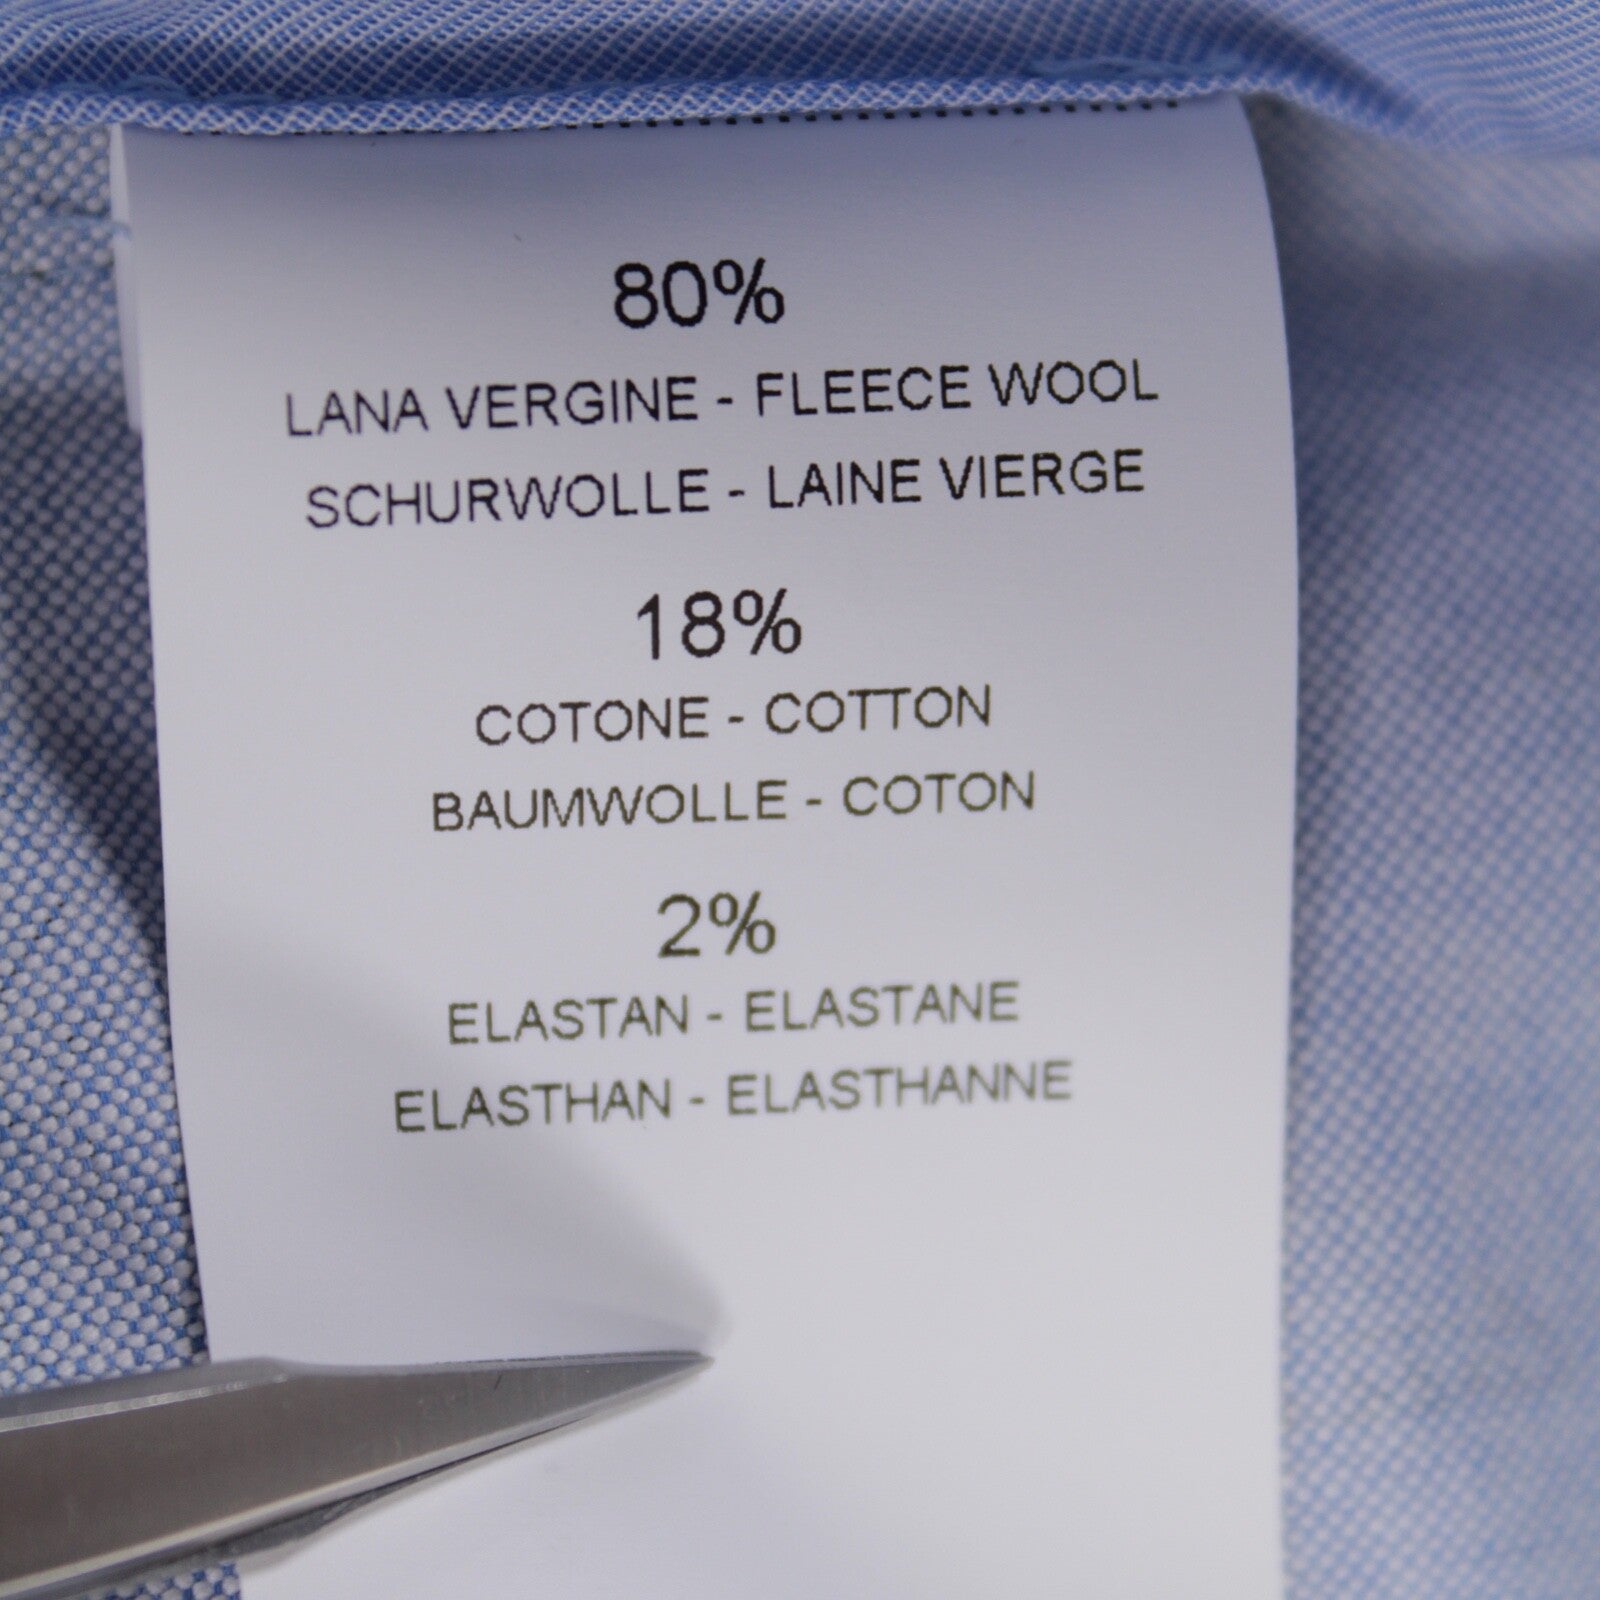 80%
LANA VERGINE - FLEECE WOOL
SCHURWOLLE - LAINE VIERGE
18%
COTONE - COTTON
BAUMWOLLE - COTON
2%
ELASTAN - ELASTANE
ELASTHAN - ELASTHANNE